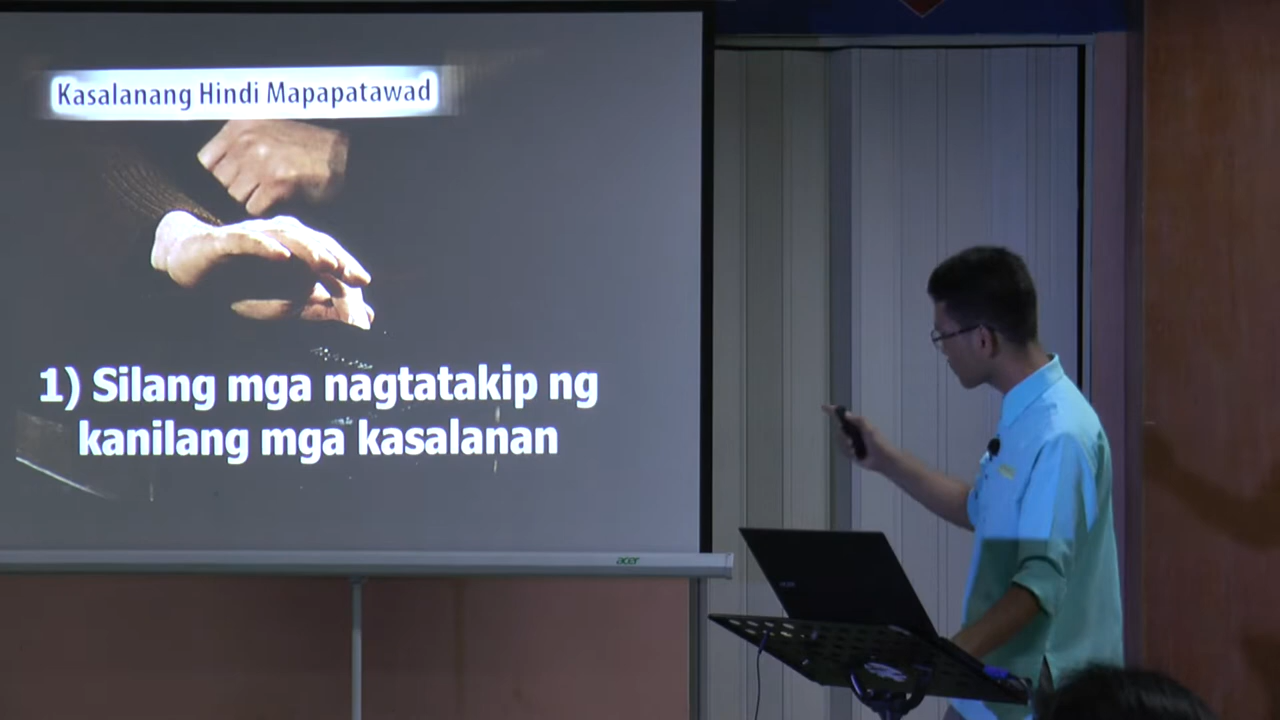 Kasalanang Hindi Mapapatawad
1) Silang mga nagtatakip ng
kanilang mga kasalanan
acer